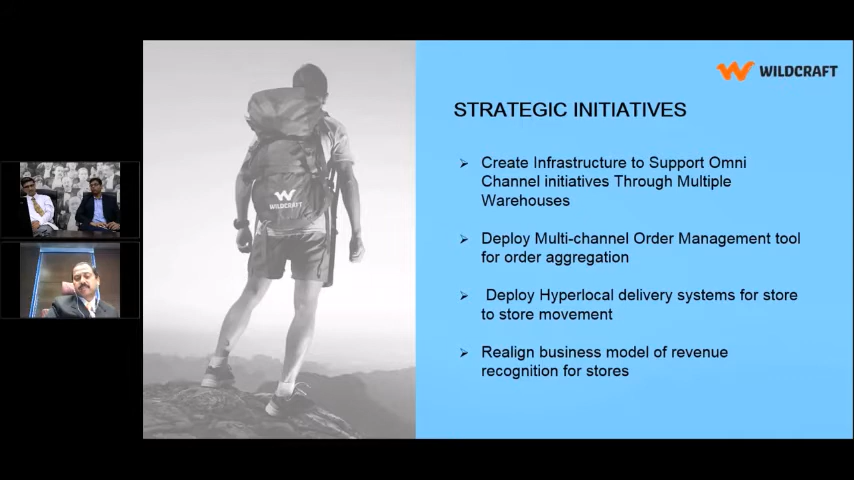 WILDCRAFT
STRATEGIC INITIATIVES
➢ Create Infrastructure to Support Omni
Channel initiatives Through Multiple
Warehouses
➢ Deploy Multi-channel Order Management tool
for order aggregation
➢ Deploy Hyperlocal delivery systems for store
to store movement
➢ Realign business model of revenue
recognition for stores
WILDCRAFT